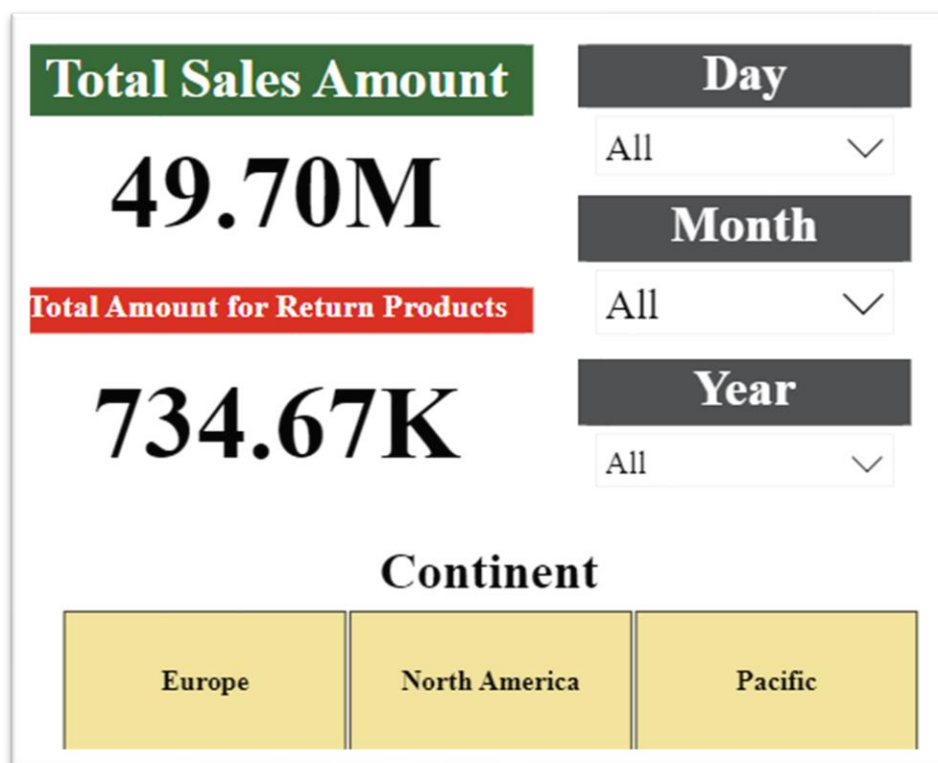 Total Sales Amount
49.70M
Total Amount for Return Products
734.67K
Day
All
Month
All
Year
All
Continent
Europe
North America
Pacific